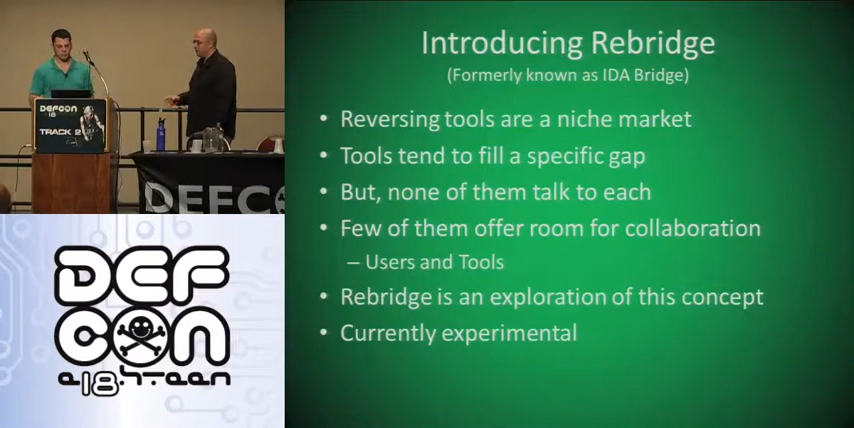 DEFCON
18
TRACK 2
DEFC
DEF
CON
e18hteen
Introducing Rebridge
(Formerly known as IDA Bridge)
• Reversing tools are a niche market
• Tools tend to fill a specific gap
• But, none of them talk to each
• Few of them offer room for collaboration
– Users and Tools
• Rebridge is an exploration of this concept
• Currently experimental